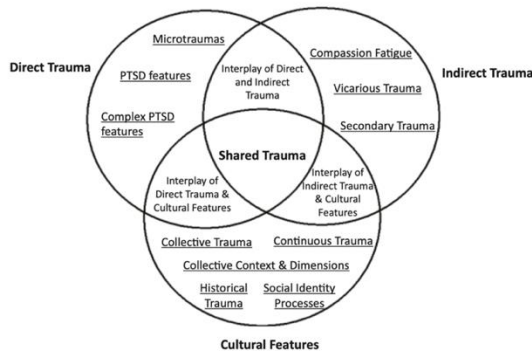 Microtraumas
Direct Trauma
PTSD features
Complex PTSD
features
Interplay of Direct
and Indirect
Trauma
Compassion Fatigue
Indirect Trauma
Vicarious Trauma
Secondary Trauma
Shared Trauma
Interplay of
Direct Trauma &
Cultural Features
Interplay of
Indirect Trauma
& Cultural
Features
Collective Trauma
Continuous Trauma
Collective Context & Dimensions
Historical
Trauma
Social Identity
Processes
Cultural Features